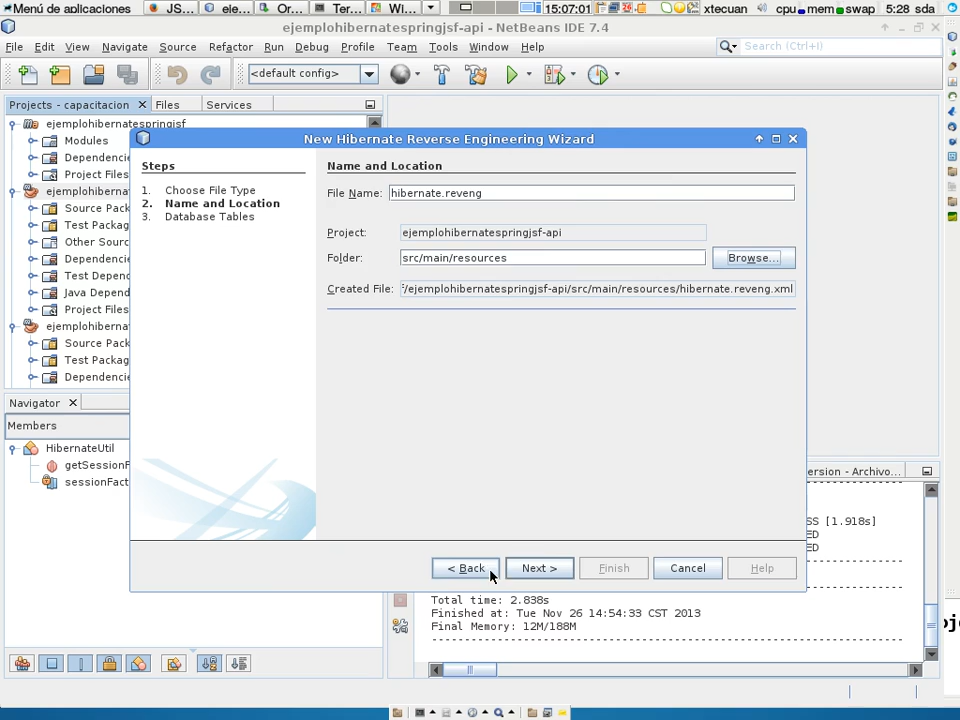 Menú de aplicaciones
JS...
ele...
Or...
Ter...
Wi...
15:07:01
xtecuan
cpu mem swap
5:28 sda
ejemplohibernatespringjsf-api - NetBeans IDE 7.4
File Edit View Navigate Source Refactor Run Debug Profile Team Tools Window Help
Search (Ctrl+I)
<default config>
Projects - capacitacion
Files
Services
ejemplohibernatespringjsf
Modules
Dependenc
Project Files
ejemplohiberna
Source Pack
Test Packag
Other Sourc
Dependenc
Test Depend
Java Depend
Project Files
ejemplohiberna
Source Pack
Test Packag
Dependenc
Navigator
Members
HibernateUtil
getSessionF
sessionFact
New Hibernate Reverse Engineering Wizard
Steps
1. Choose File Type
2. Name and Location
3. Database Tables
Name and Location
File Name: hibernate.reveng
Project: ejemplohibernatespringjsf-api
Folder: src/main/resources
Browse...
Created File: /ejemplohibernatespringjsf-api/src/main/resources/hibernate.reveng.xml
< Back
Next >
Finish
Cancel
Help
ersion - Archivo...
------------
SS [1.918s]
ED
ED
------------
Total time: 2.838s
Finished at: Tue Nov 26 14:54:33 CST 2013
Final Memory: 12M/188M
------------------------------------------------------------------------